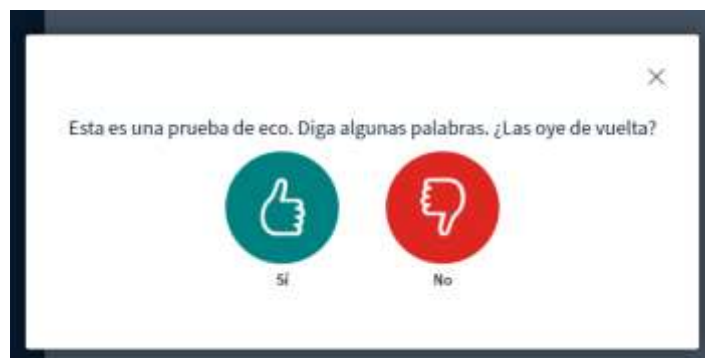 Esta es una prueba de eco. Diga algunas palabras. ¿Las oye de vuelta?
Sí
No